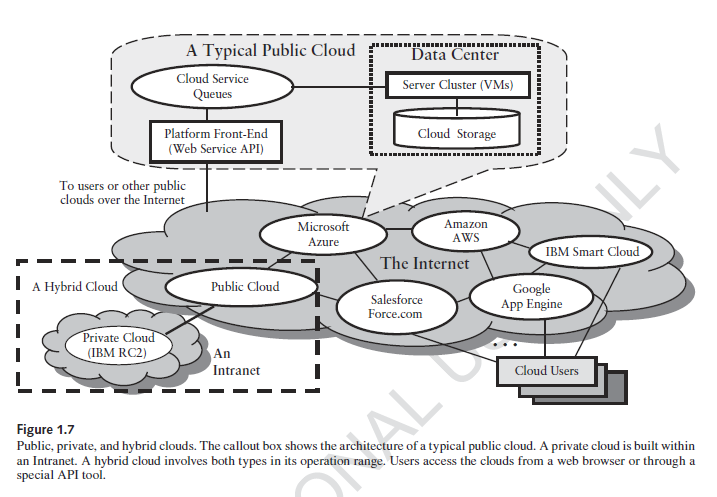 A Typical Public Cloud
Data Center
Cloud Service
Queues
Server Cluster (VMs)
Platform Front-End
(Web Service API)
Cloud Storage
To users or other public
clouds over the Internet
Microsoft
Azure
Amazon
AWS
IBM Smart Cloud
The Internet
A Hybrid Cloud
Public Cloud
Salesforce
Force.com
Google
App Engine
Private Cloud
(IBM RC2)
An
Intranet
...
Cloud Users
Figure 1.7
Public, private, and hybrid clouds. The callout box shows the architecture of a typical public cloud. A private cloud is built within
an Intranet. A hybrid cloud involves both types in its operation range. Users access the clouds from a web browser or through a
special API tool.